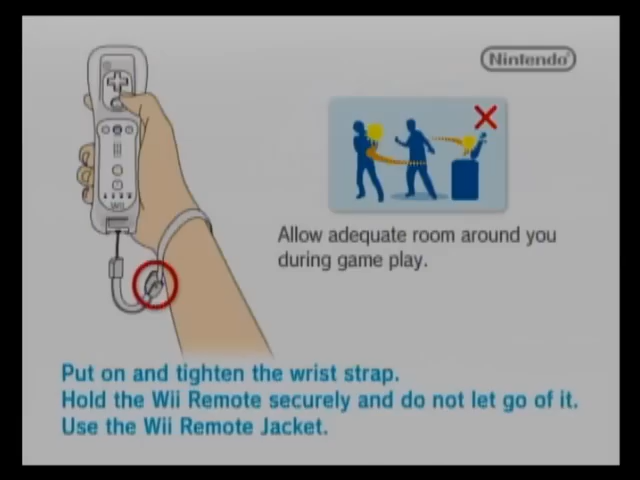 Nintendo
Allow adequate room around you
during game play.
Put on and tighten the wrist strap.
Hold the Wii Remote securely and do not let go of it.
Use the Wii Remote Jacket.
Wii